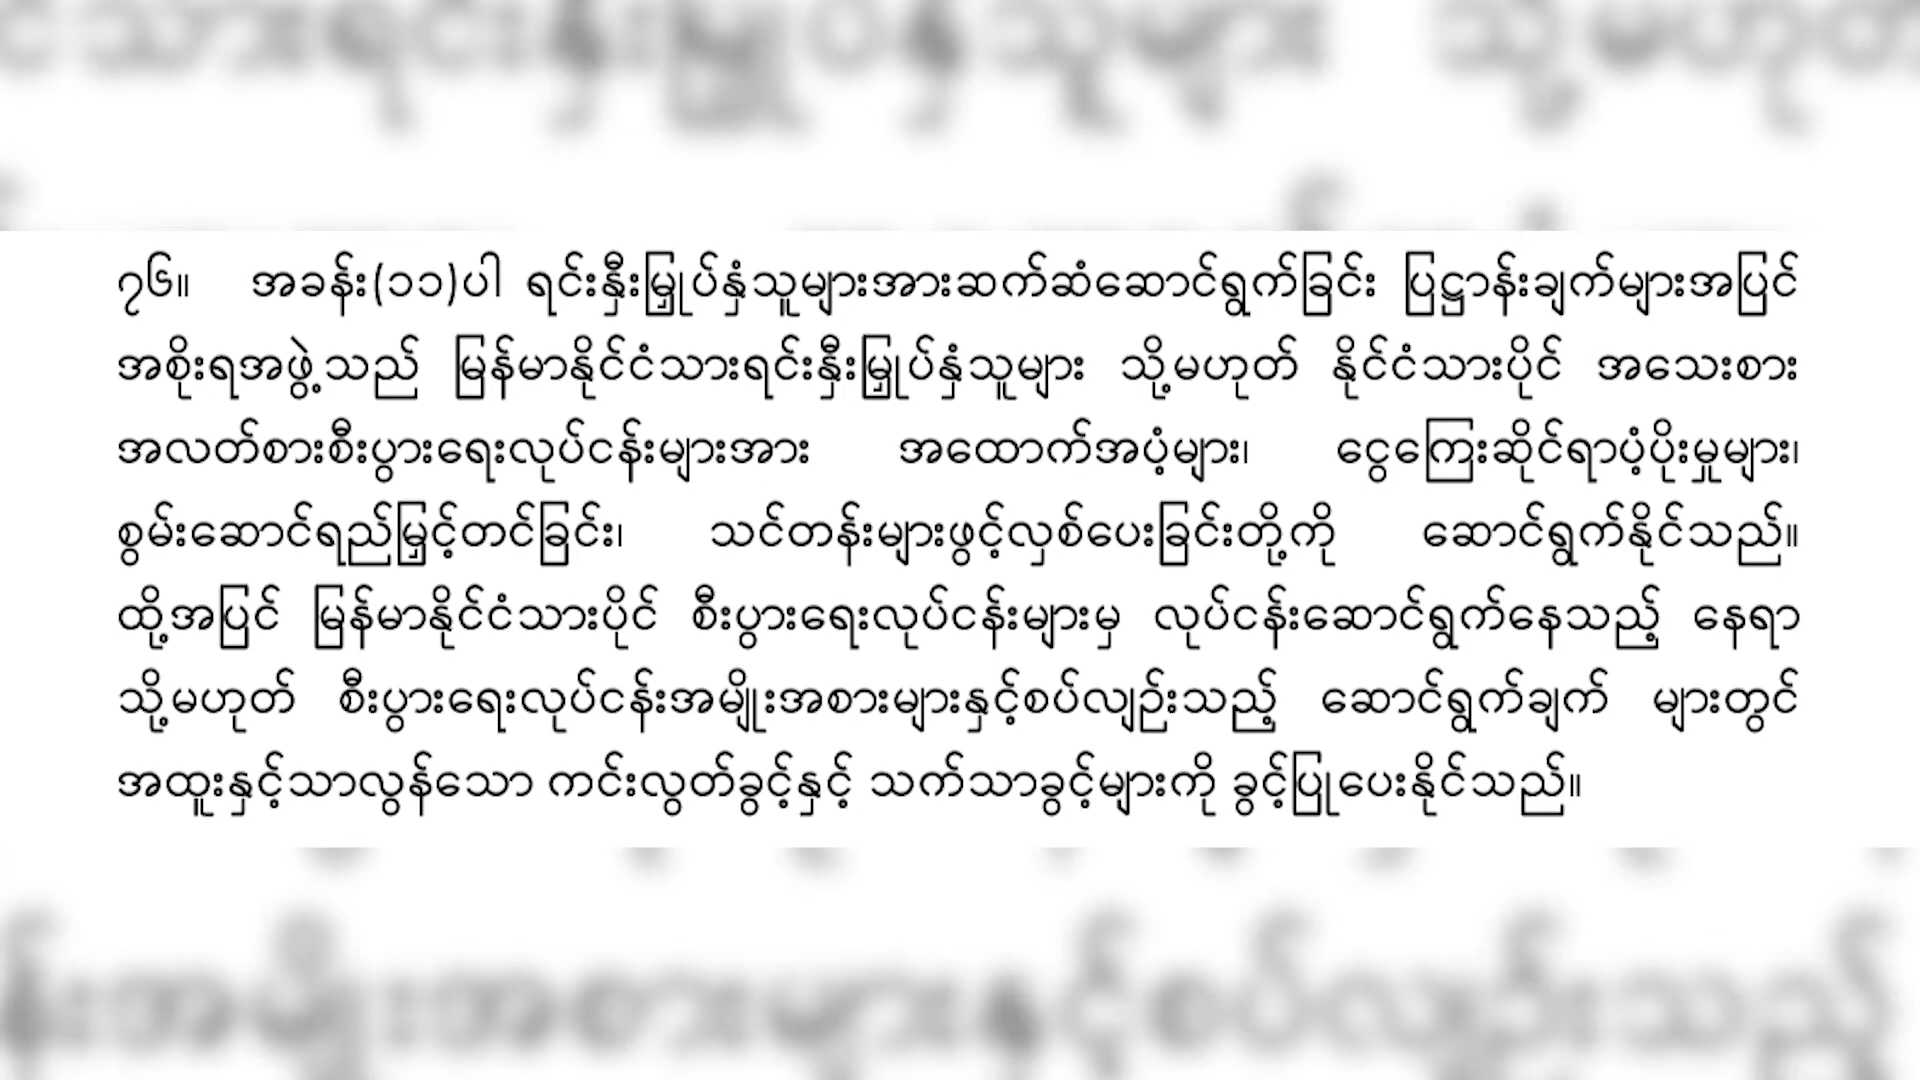 ၇၆။ အခန်း(၁၁)ပါ ရင်းနှီးမြှုပ်နှံသူများအားဆက်ဆံဆောင်ရွက်ခြင်း ပြဋ္ဌာန်းချက်များအပြင်
အစိုးရအဖွဲ့သည် မြန်မာနိုင်ငံသားရင်းနှီးမြှုပ်နှံသူများ သို့မဟုတ် နိုင်ငံသားပိုင် အသေးစား
အလတ်စားစီးပွားရေးလုပ်ငန်းများအား အထောက်အပံ့များ၊ ငွေကြေးဆိုင်ရာပံ့ပိုးမှုများ၊
စွမ်းဆောင်ရည်မြှင့်တင်ခြင်း၊ သင်တန်းများဖွင့်လှစ်ပေးခြင်းတို့ကို ဆောင်ရွက်နိုင်သည်။
ထို့အပြင် မြန်မာနိုင်ငံသားပိုင် စီးပွားရေးလုပ်ငန်းများမှ လုပ်ငန်းဆောင်ရွက်နေသည့် နေရာ
သို့မဟုတ် စီးပွားရေးလုပ်ငန်းအမျိုးအစားများနှင့်စပ်လျဉ်းသည့် ဆောင်ရွက်ချက် များတွင်
အထူးနှင့်သာလွန်သော ကင်းလွတ်ခွင့်နှင့် သက်သာခွင့်များကို ခွင့်ပြုပေးနိုင်သည်။